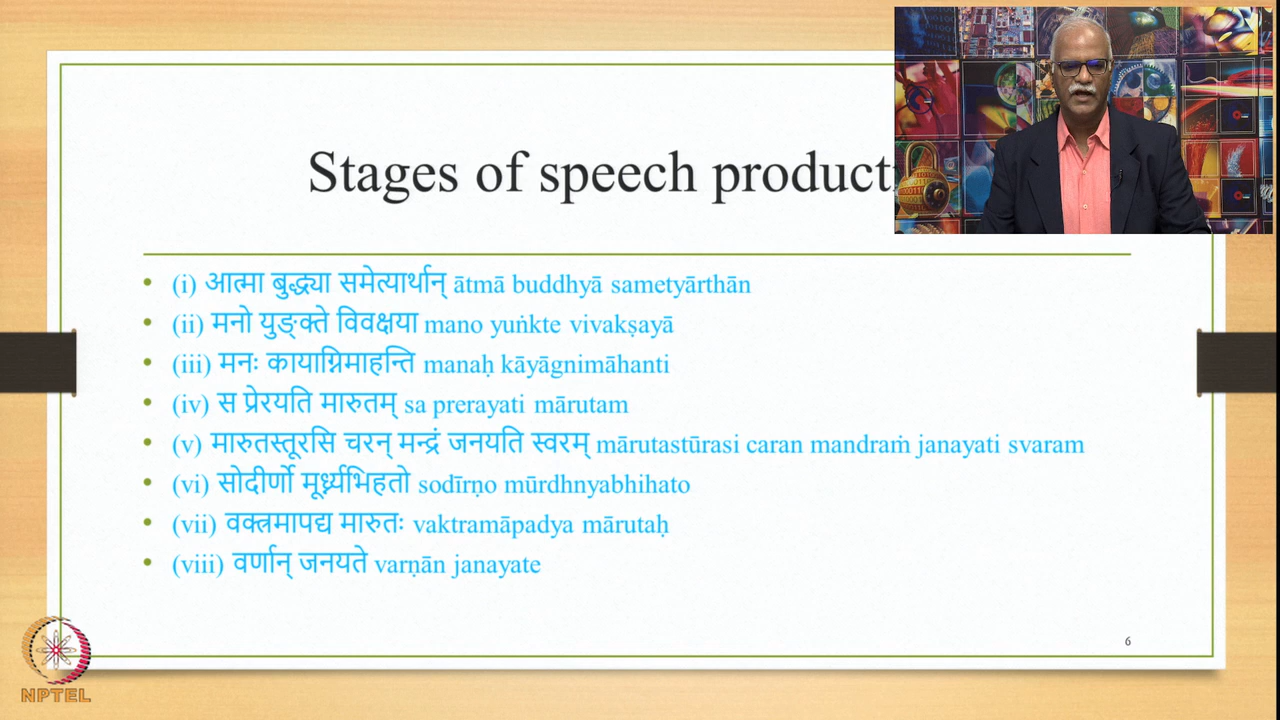 Stages of speech producti
• (i) आत्मा बुद्ध्या समेत्यार्थान् ātmā buddhyā sametyārthān
• (ii) मनो युङ्क्ते विवक्षया mano yuṅkte vivakṣayā
• (iii) मनः कायाग्निमाहन्ति manaḥ kāyāgnimāhanti
• (iv) स प्रेरयति मारुतम् sa prerayati mārutam
• (v) मारुतस्तूरसि चरन् मन्द्रं जनयति स्वरम् mārutastūrasi caran mandraṁ janayati svaram
• (vi) सोदीर्णो मूर्ध्न्यभिहतो sodīrṇo mūrdhnyabhihato
• (vii) वक्त्रमापद्य मारुतः vaktramāpadya mārutaḥ
• (viii) वर्णान् जनयते varṇān janayate
6
NPTEL